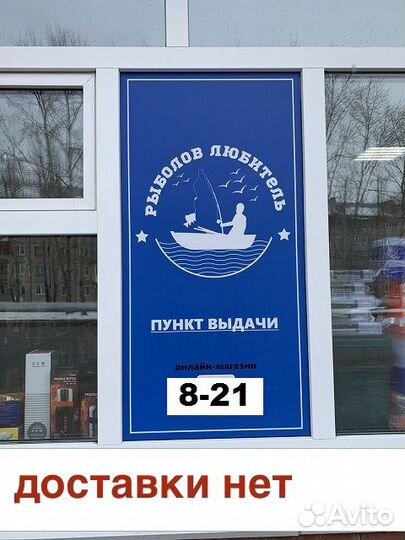 РЫБОЛОВ ЛЮБИТЕЛЬ
ПУНКТ ВЫДАЧИ
онлайн-магазин
8-21
доставки нет
Avito